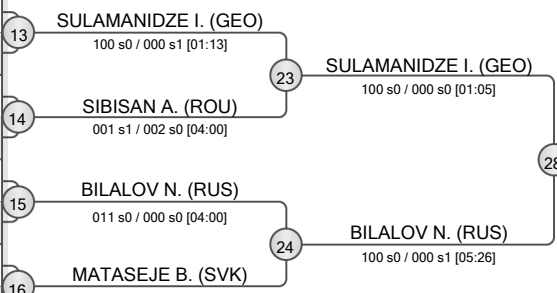 13
SULAMANIDZE I. (GEO)
100 s0 / 000 s1 [01:13]
23
SULAMANIDZE I. (GEO)
100 s0 / 000 s0 [01:05]
14
SIBISAN A. (ROU)
001 s1 / 002 s0 [04:00]
28
15
BILALOV N. (RUS)
011 s0 / 000 s0 [04:00]
24
BILALOV N. (RUS)
100 s0 / 000 s1 [05:26]
16
MATASEJE B. (SVK)